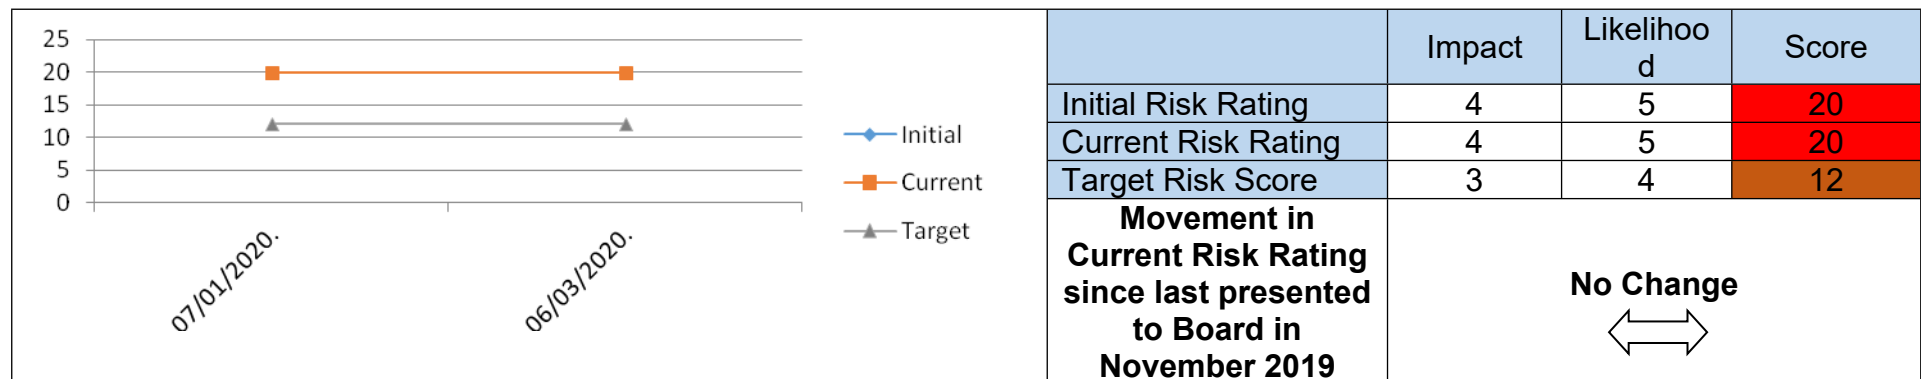 25
20
15
10
5
0
07/01/2020.
06/03/2020.
Initial
Current
Target
Impact
Likelihoo
d
Score
Initial Risk Rating 4 5 20
Current Risk Rating 4 5 20
Target Risk Score 3 4 12
Movement in
Current Risk Rating
since last presented
to Board in
November 2019
No Change